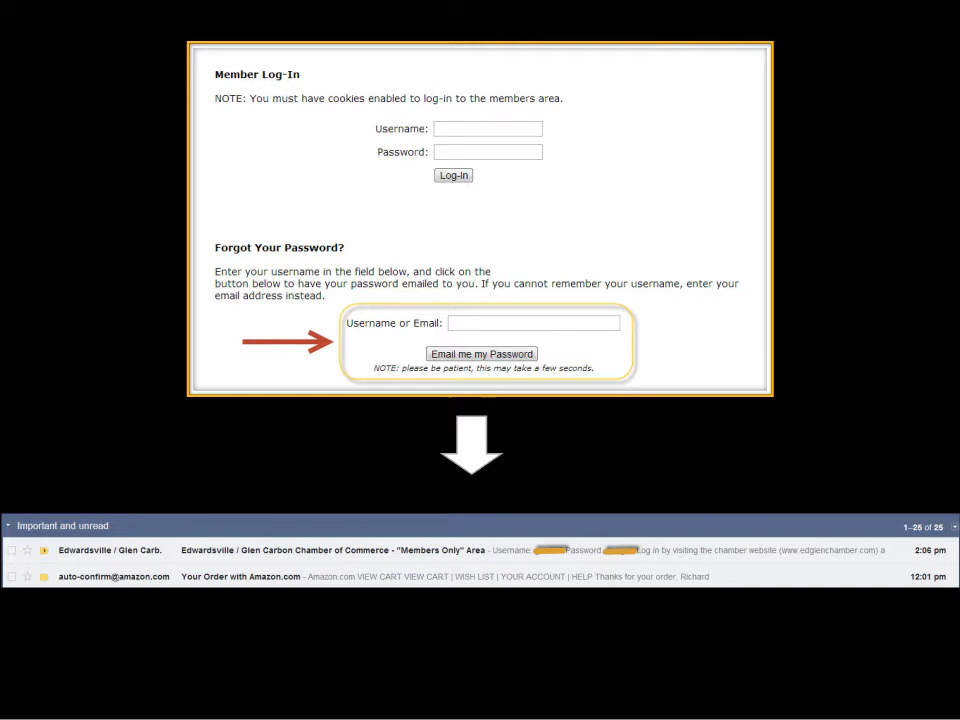 Member Log-In
NOTE: You must have cookies enabled to log-in to the members area.
Username:
Password:
Log-In
Forgot Your Password?
Enter your username in the field below, and click on the
button below to have your password emailed to you. If you cannot remember your username, enter your
email address instead.
Username or Email:
Email me my Password
NOTE: please be patient, this may take a few seconds.
Important and unread 1–25 of 25
Edwardsville / Glen Carb. Edwardsville / Glen Carbon Chamber of Commerce - "Members Only" Area - Username: Password: Log in by visiting the chamber website (www.edglenchamber.com) a 2:06 pm
auto-confirm@amazon.com Your Order with Amazon.com - Amazon.com VIEW CART VIEW CART | WISH LIST | YOUR ACCOUNT | HELP Thanks for your order, Richard 12:01 pm